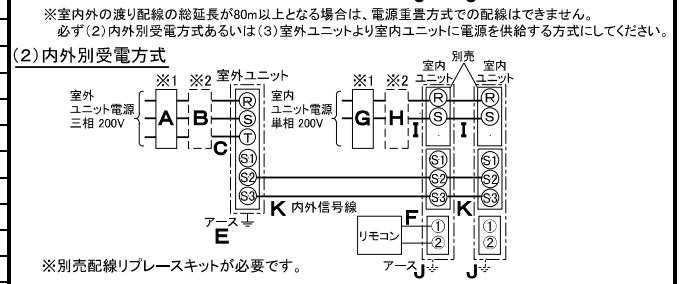 ※室内外の渡り配線の総延長が80m以上となる場合は、電源重畳方式での配線はできません。
必ず(2)内外別受電方式あるいは(3)室外ユニットより室内ユニットに電源を供給する方式にしてください。
(2)内外別受電方式
※1 ※2 室外ユニット ※1 ※2 室内ユニット 別売 室内ユニット
室外ユニット電源 三相 200V
A B C
R
S
T
S1
S2
S3
室内ユニット電源 単相 200V
G H I I
R R
S S
S1 S1
S2 S2
S3 S3
K 内外信号線 K
アース
E
リモコン F
① ①
② ②
アース J J
※別売配線リプレースキットが必要です。